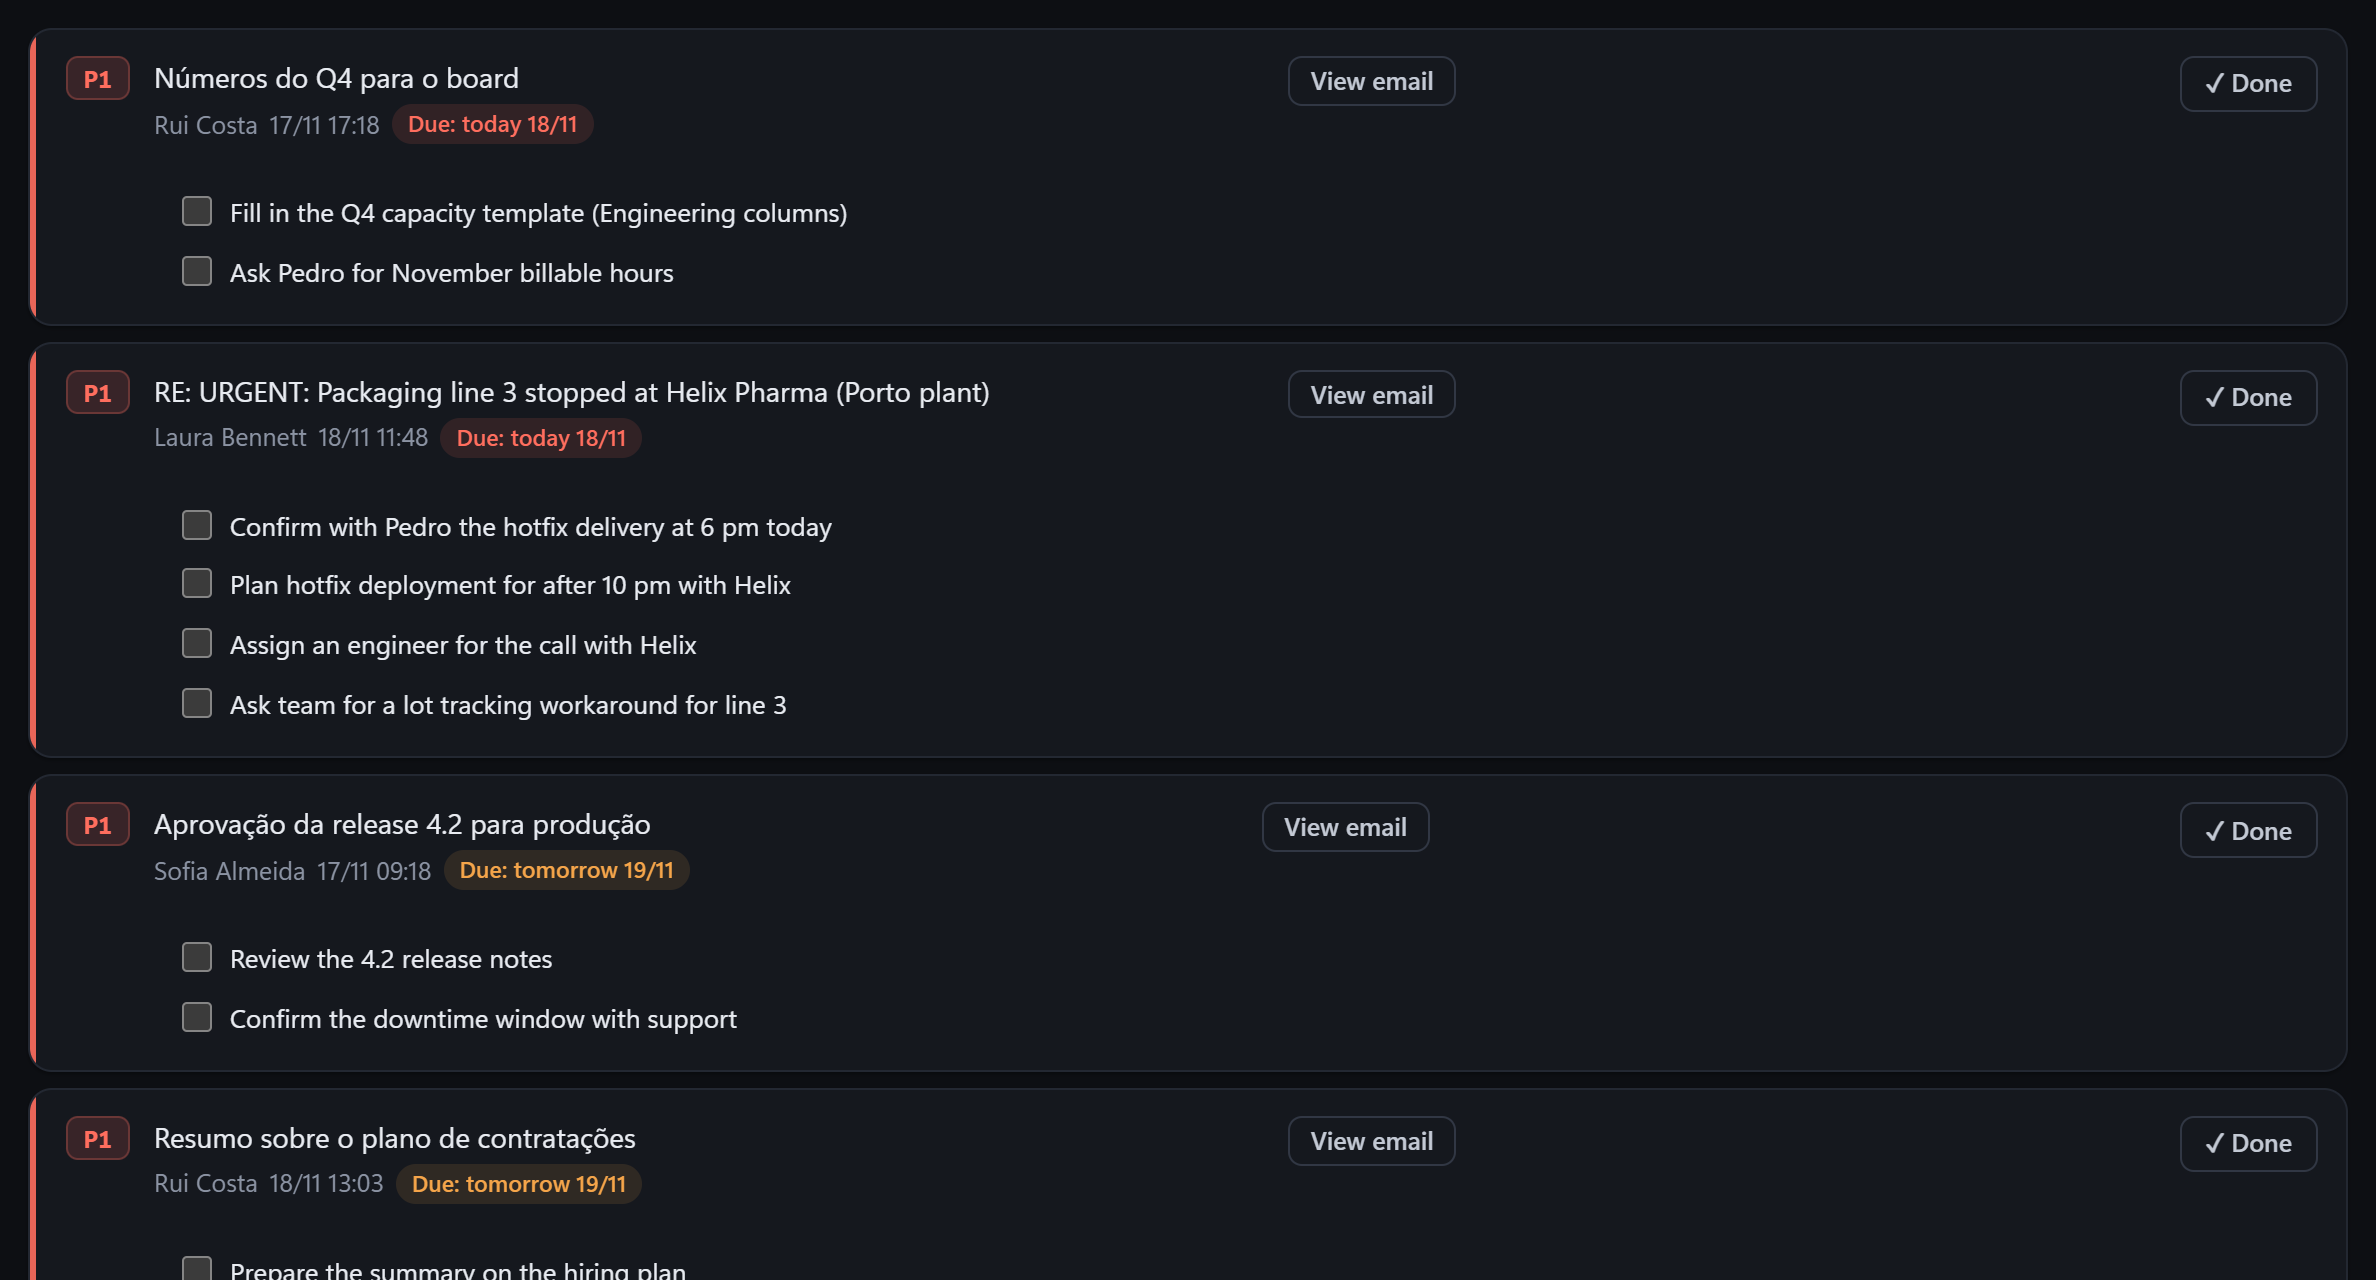 P1 Números do Q4 para o board View email ✓ Done
Rui Costa 17/11 17:18 Due: today 18/11
Fill in the Q4 capacity template (Engineering columns)
Ask Pedro for November billable hours
P1 RE: URGENT: Packaging line 3 stopped at Helix Pharma (Porto plant) View email ✓ Done
Laura Bennett 18/11 11:48 Due: today 18/11
Confirm with Pedro the hotfix delivery at 6 pm today
Plan hotfix deployment for after 10 pm with Helix
Assign an engineer for the call with Helix
Ask team for a lot tracking workaround for line 3
P1 Aprovação da release 4.2 para produção View email ✓ Done
Sofia Almeida 17/11 09:18 Due: tomorrow 19/11
Review the 4.2 release notes
Confirm the downtime window with support
P1 Resumo sobre o plano de contratações View email ✓ Done
Rui Costa 18/11 13:03 Due: tomorrow 19/11
Prepare the summary on the hiring plan